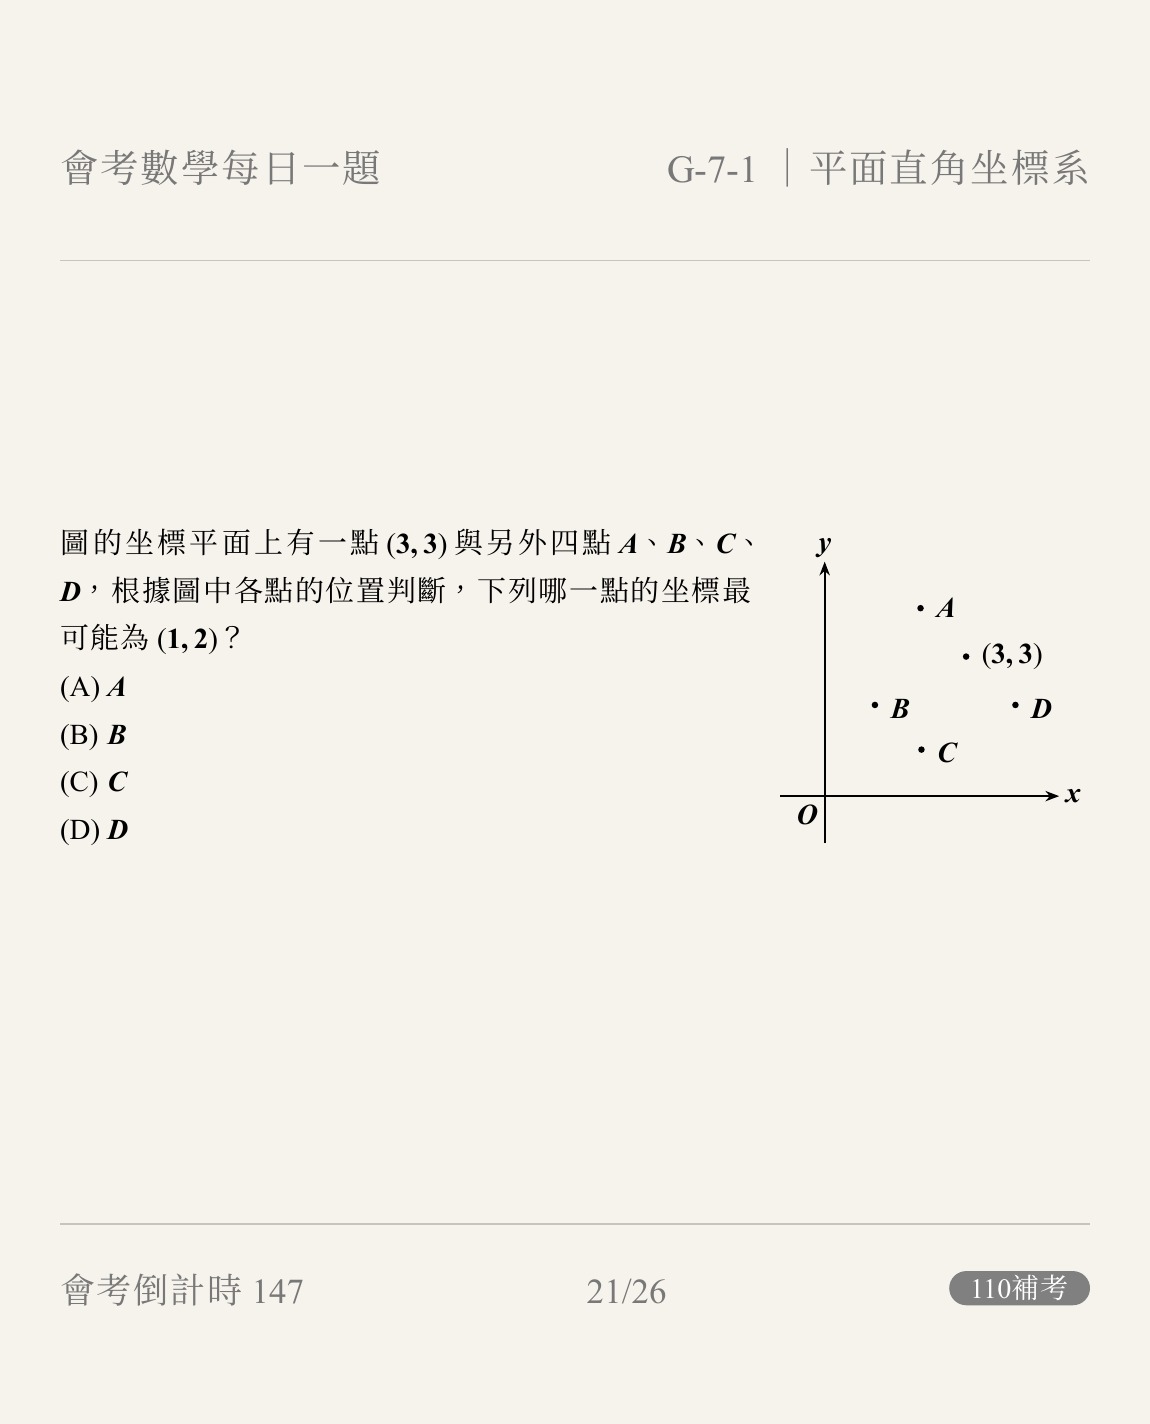 會考數學每日一題
G-7-1｜平面直角坐標系
圖的坐標平面上有一點 (3, 3) 與另外四點 A、B、C、
D，根據圖中各點的位置判斷，下列哪一點的坐標最
可能為 (1, 2)？
(A) A
(B) B
(C) C
(D) D
y
A
(3, 3)
B
D
C
x
O
會考倒計時 147
21/26
110補考